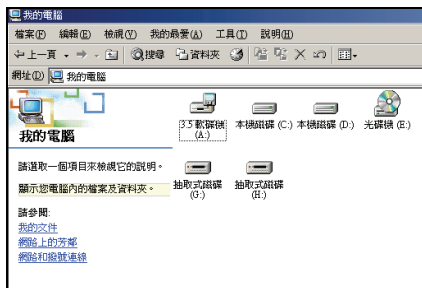 我的電腦
檔案(F) 編輯(E) 檢視(V) 我的最愛(A) 工具(T) 說明(H)
上一頁 搜尋 資料夾
網址(D) 我的電腦
我的電腦
請選取一個項目來檢視它的說明。
顯示您電腦內的檔案及資料夾。
請參閱:
我的文件
網路上的芳鄰
網路和撥號連線
3.5 軟碟機 (A:)
本機磁碟 (C:)
本機磁碟 (D:)
光碟機 (E:)
抽取式磁碟 (G:)
抽取式磁碟 (H:)